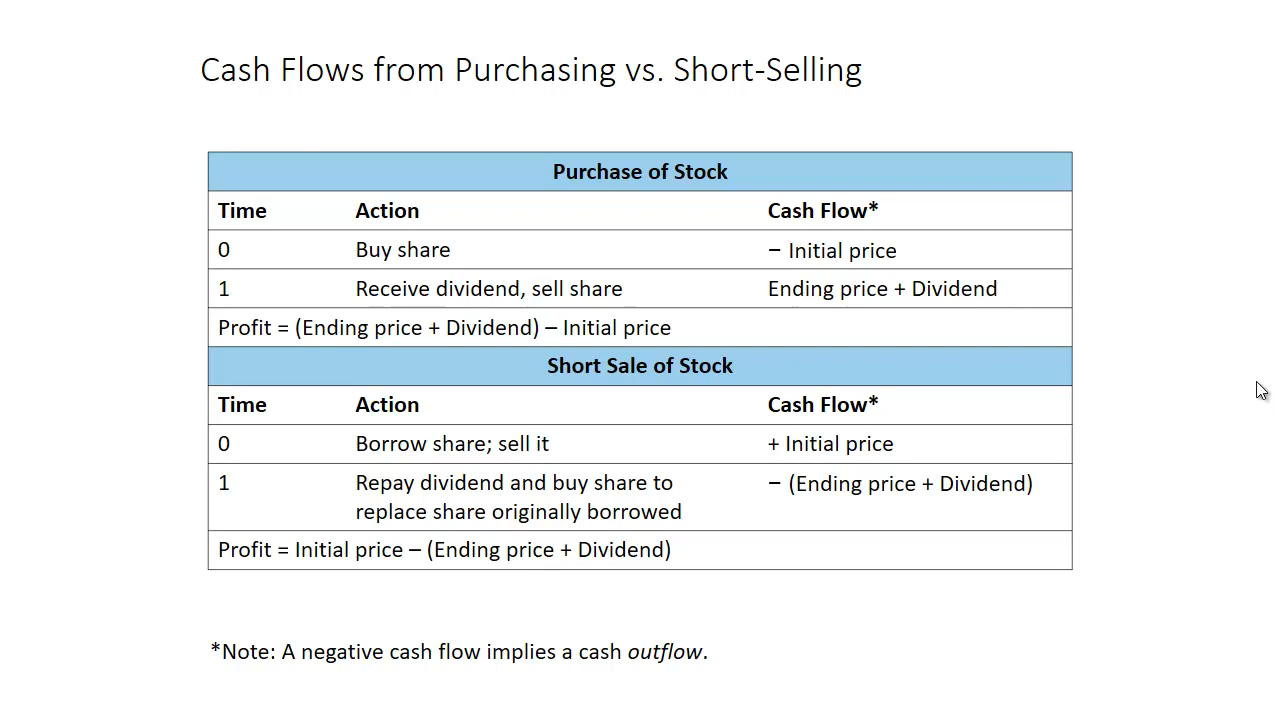 Cash Flows from Purchasing vs. Short-Selling
Purchase of Stock
Time Action Cash Flow*
0 Buy share − Initial price
1 Receive dividend, sell share Ending price + Dividend
Profit = (Ending price + Dividend) – Initial price
Short Sale of Stock
Time Action Cash Flow*
0 Borrow share; sell it + Initial price
1 Repay dividend and buy share to − (Ending price + Dividend)
replace share originally borrowed
Profit = Initial price – (Ending price + Dividend)
*Note: A negative cash flow implies a cash outflow.